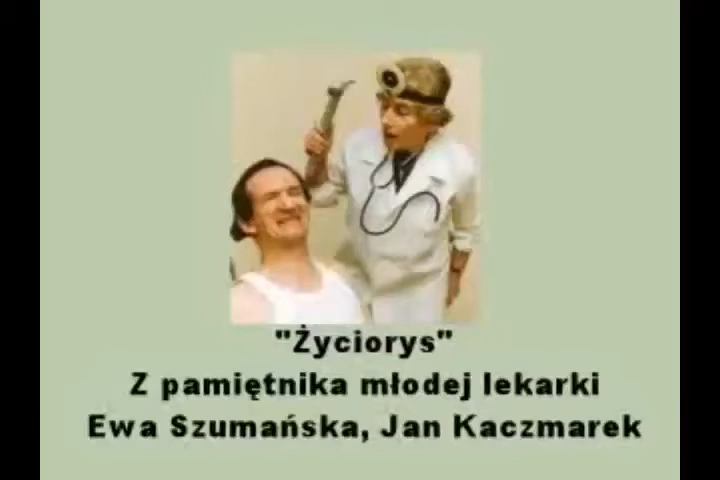 "Życiorys"
Z pamiętnika młodej lekarki
Ewa Szumańska, Jan Kaczmarek